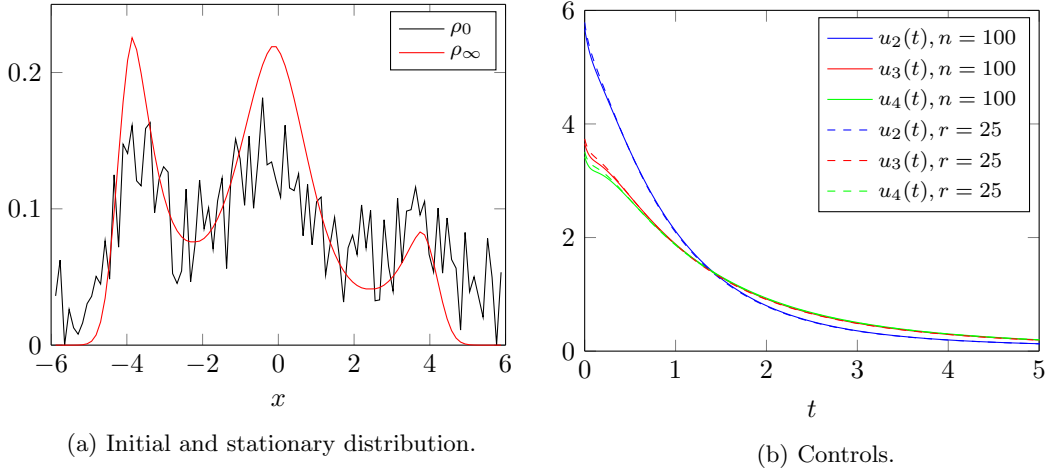 0.2
0.1
0
−6
−4
−2
0
2
4
6
x
ρ0
ρ∞
(a) Initial and stationary distribution.
6
4
2
0
0
1
2
3
4
5
t
u2(t), n = 100
u3(t), n = 100
u4(t), n = 100
u2(t), r = 25
u3(t), r = 25
u4(t), r = 25
(b) Controls.